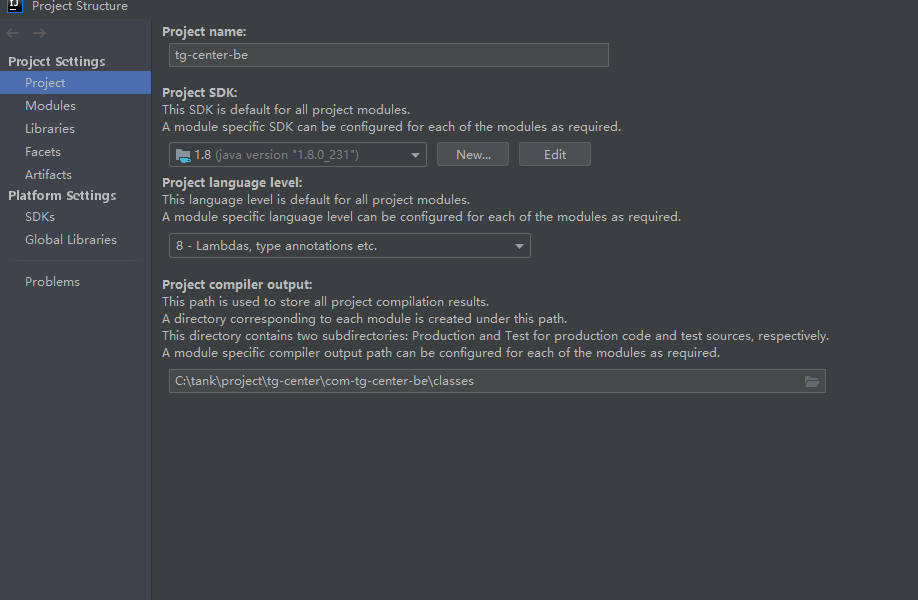 Project Structure
Project Settings
Project
Modules
Libraries
Facets
Artifacts
Platform Settings
SDKs
Global Libraries
Problems
Project name:
tg-center-be
Project SDK:
This SDK is default for all project modules.
A module specific SDK can be configured for each of the modules as required.
1.8 (java version "1.8.0_231")
New...
Edit
Project language level:
This language level is default for all project modules.
A module specific language level can be configured for each of the modules as required.
8 - Lambdas, type annotations etc.
Project compiler output:
This path is used to store all project compilation results.
A directory corresponding to each module is created under this path.
This directory contains two subdirectories: Production and Test for production code and test sources, respectively.
A module specific compiler output path can be configured for each of the modules as required.
C:\tank\project\tg-center\com-tg-center-be\classes